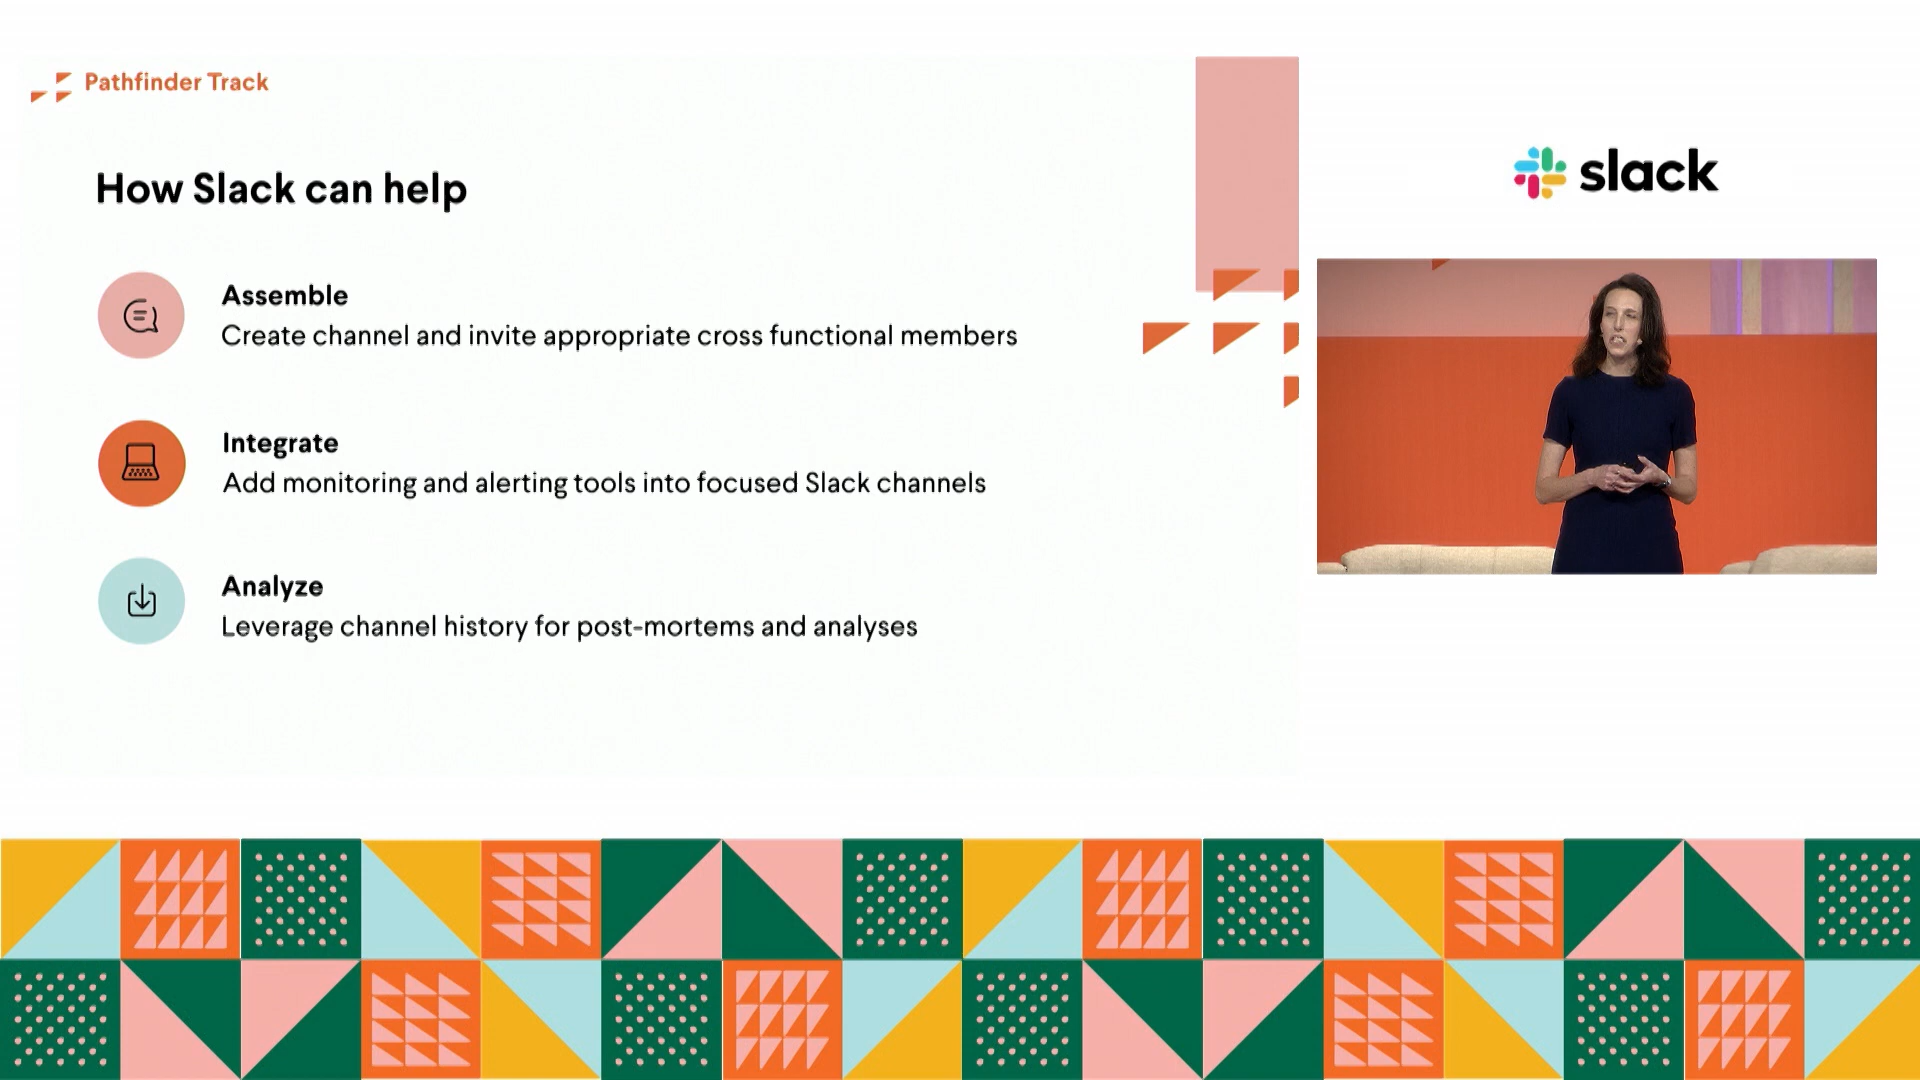 Pathfinder Track
How Slack can help
Assemble
Create channel and invite appropriate cross functional members
Integrate
Add monitoring and alerting tools into focused Slack channels
Analyze
Leverage channel history for post-mortems and analyses
slack